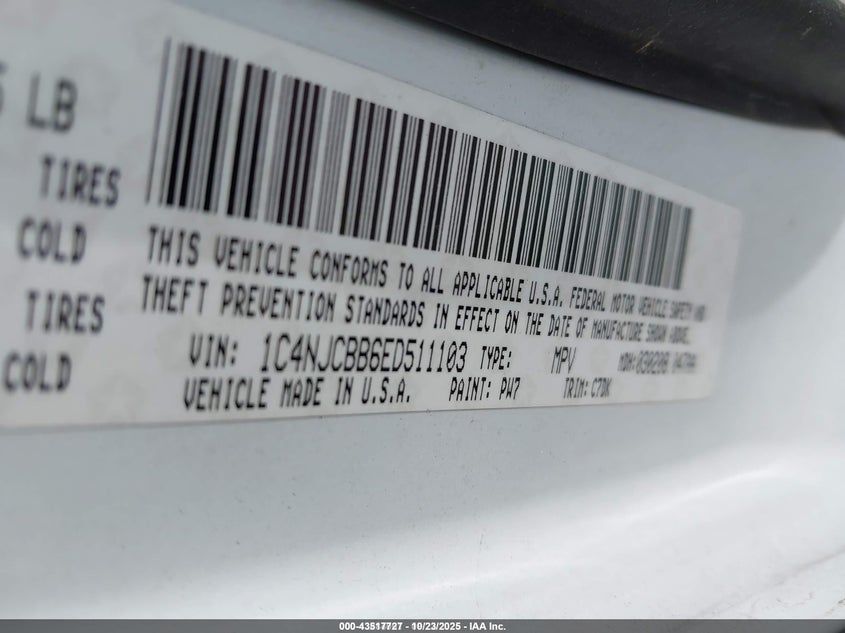 5 LB
TIRES
COLD
TIRES
COLD
THIS VEHICLE CONFORMS TO ALL APPLICABLE U.S.A. FEDERAL MOTOR VEHICLE SAFETY AND
THEFT PREVENTION STANDARDS IN EFFECT ON THE DATE OF MANUFACTURE SHOWN ABOVE.
VIN: 1C4NJCBB6ED511103 TYPE: MPV MDH:
VEHICLE MADE IN U.S.A. PAINT: PW7 TRIM: C7DK
000-43517727 - 10/23/2025 - IAA Inc.